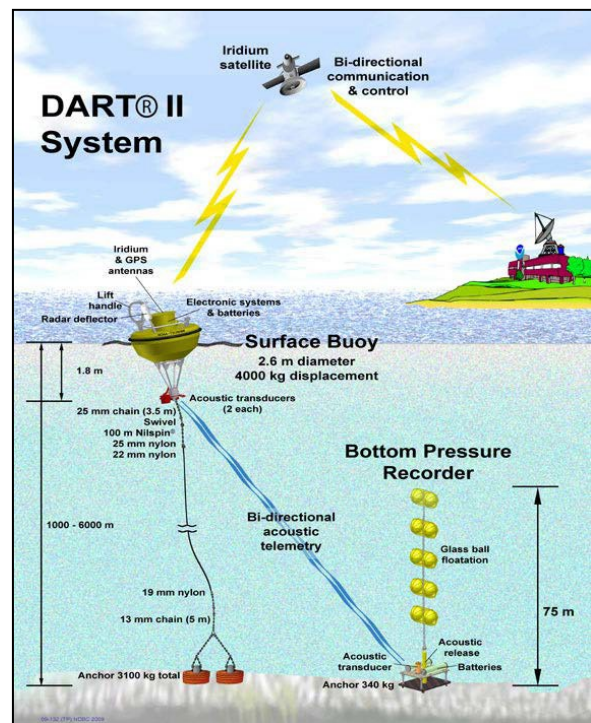 Iridium
satellite
Bi-directional
communication
& control
DART® II
System
Iridium
& GPS
antennas
Lift
handle
Radar deflector
Electronic systems
& batteries
Surface Buoy
2.6 m diameter
4000 kg displacement
1.8 m
Acoustic transducers
(2 each)
25 mm chain (3.5 m)
Swivel
100 m Nilspin®
25 mm nylon
22 mm nylon
Bottom Pressure
Recorder
1000 - 6000 m
Bi-directional
acoustic
telemetry
Glass ball
floatation
75 m
19 mm nylon
13 mm chain (5 m)
Acoustic
transducer
Acoustic
release
Batteries
Anchor 3100 kg total
Anchor 340 kg